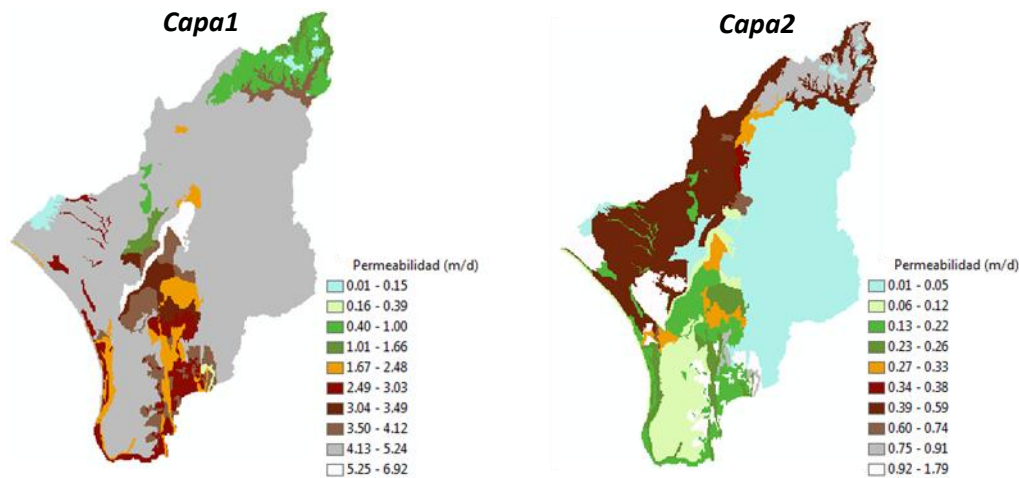 Capa1
Permeabilidad (m/d)
0.01 - 0.15
0.16 - 0.39
0.40 - 1.00
1.01 - 1.66
1.67 - 2.48
2.49 - 3.03
3.04 - 3.49
3.50 - 4.12
4.13 - 5.24
5.25 - 6.92
Capa2
Permeabilidad (m/d)
0.01 - 0.05
0.06 - 0.12
0.13 - 0.22
0.23 - 0.26
0.27 - 0.33
0.34 - 0.38
0.39 - 0.59
0.60 - 0.74
0.75 - 0.91
0.92 - 1.79